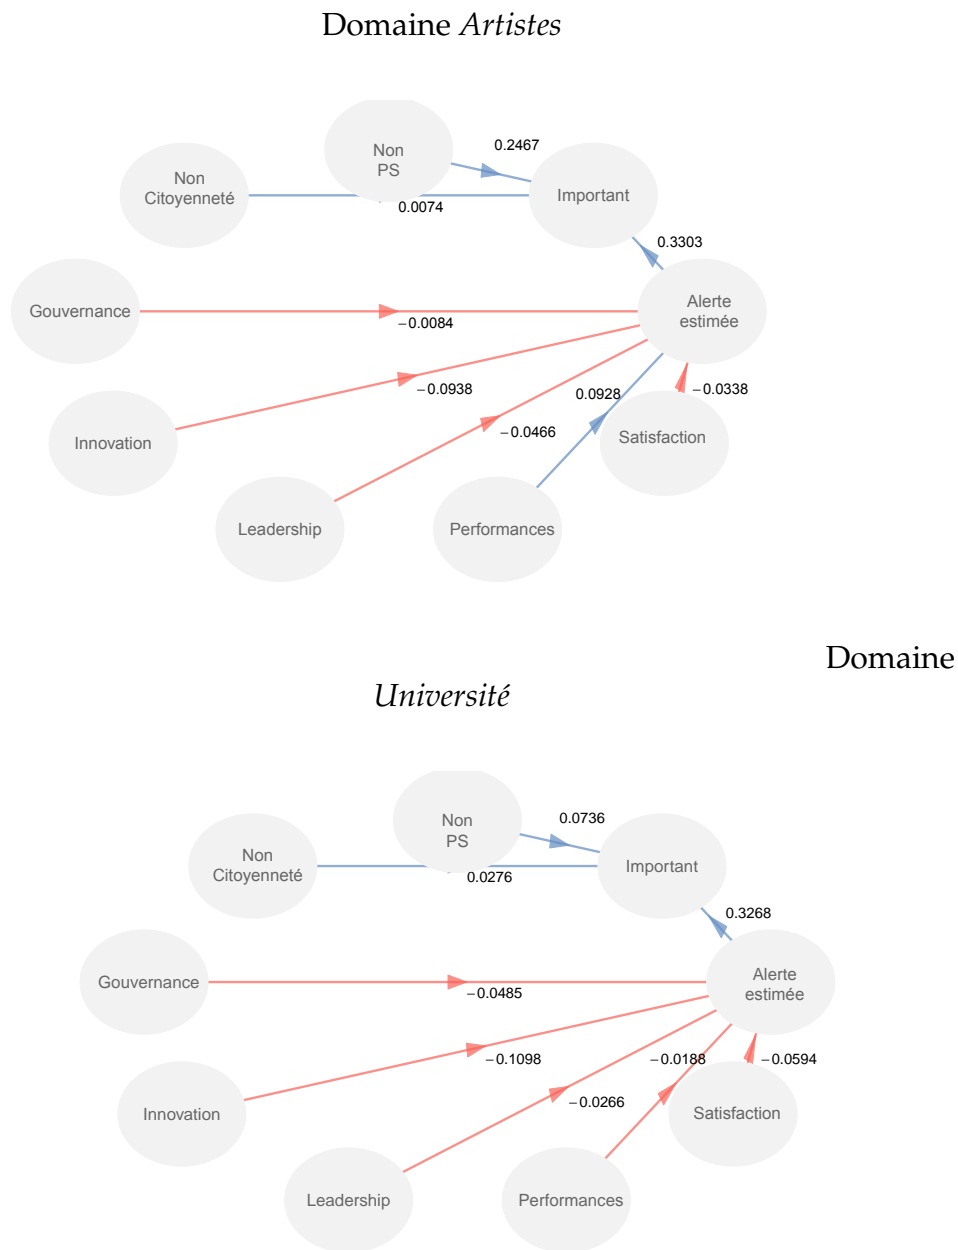 Domaine Artistes
Non
PS
0.2467
Non
Citoyenneté
0.0074
Important
0.3303
Gouvernance
−0.0084
Alerte
estimée
−0.0938
0.0928
−0.0338
−0.0466
Innovation
Satisfaction
Leadership
Performances
Domaine
Université
Non
PS
0.0736
Non
Citoyenneté
0.0276
Important
0.3268
Gouvernance
−0.0485
Alerte
estimée
−0.1098
−0.0188
−0.0594
−0.0266
Innovation
Satisfaction
Leadership
Performances